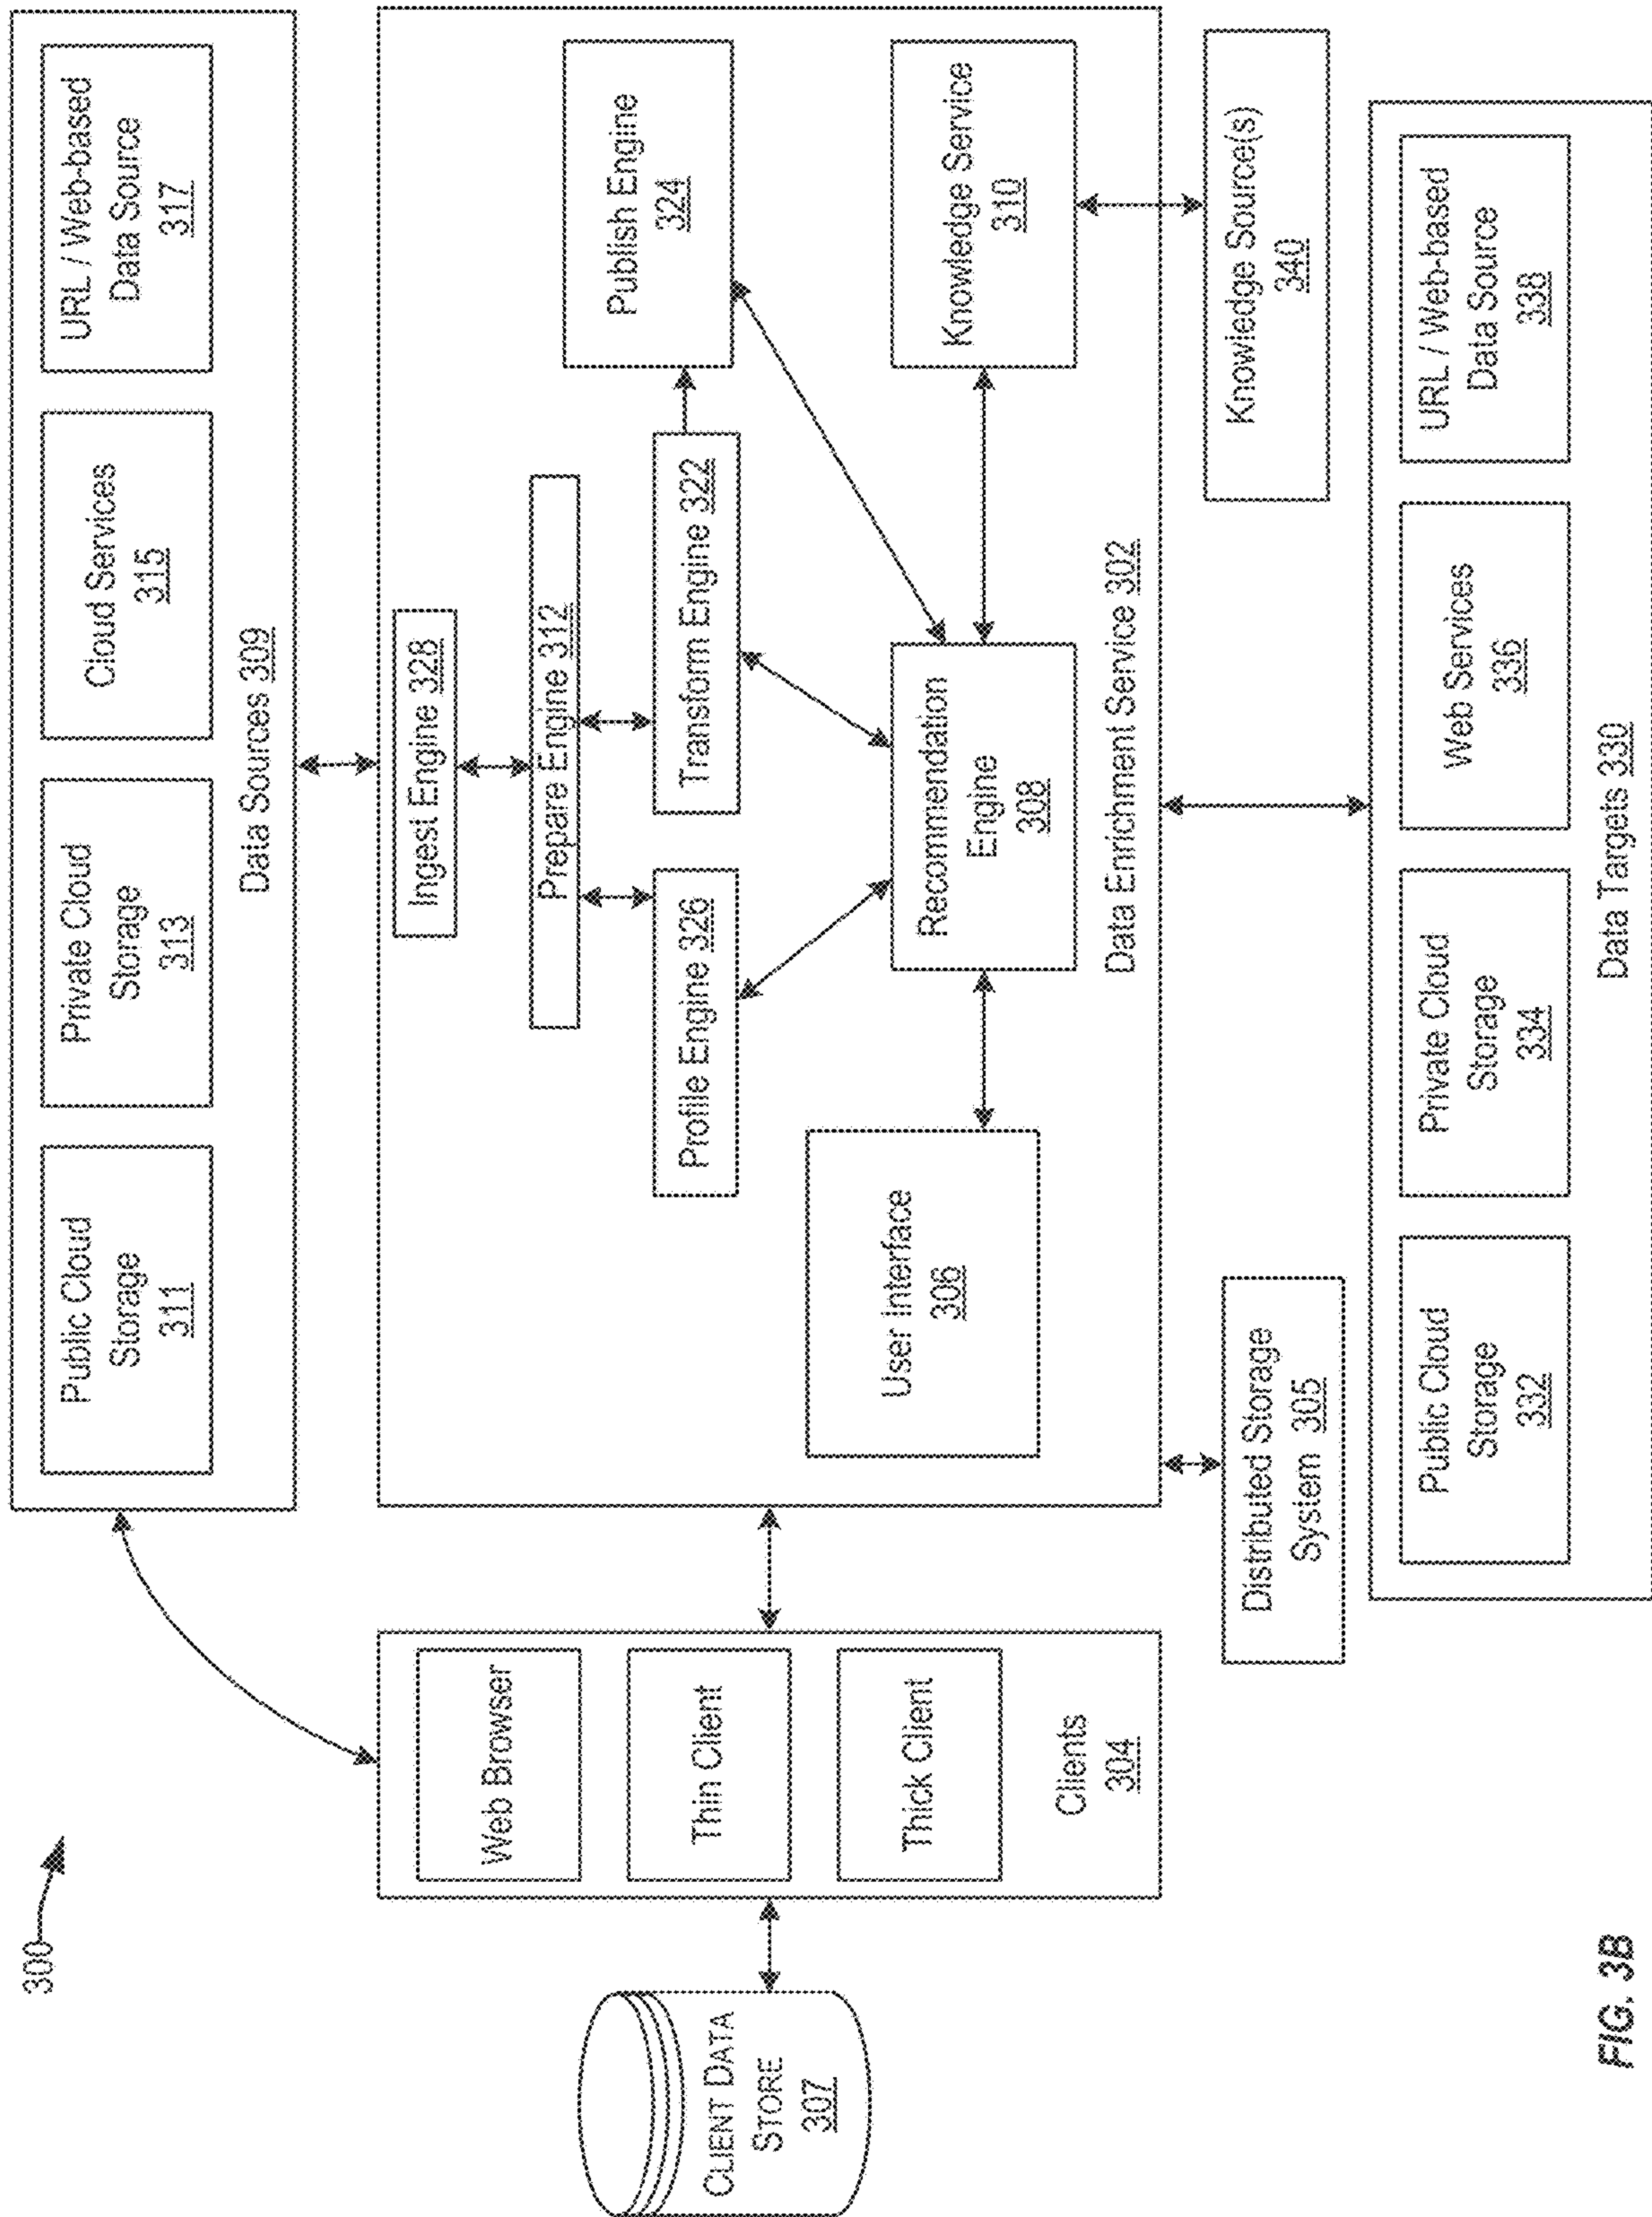 300
Public Cloud
Storage
311
Private Cloud
Storage
313
Cloud Services
315
URL / Web-based
Data Source
317
Data Sources 309
Ingest Engine 328
Prepare Engine 312
Profile Engine 326
Transform Engine 322
Publish Engine
324
User Interface
306
Recommendation
Engine
308
Knowledge Service
310
Data Enrichment Service 302
Web Browser
Thin Client
Thick Client
Clients
304
CLIENT DATA
STORE
307
Distributed Storage
System 305
Knowledge Source(s)
340
Public Cloud
Storage
332
Private Cloud
Storage
334
Web Services
336
URL / Web-based
Data Source
338
Data Targets 330
FIG. 3B